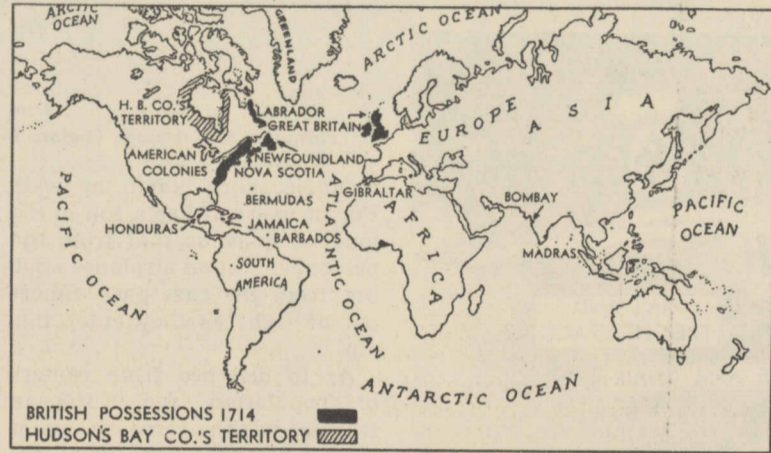 ARCTIC
OCEAN
GREENLAND
ARCTIC OCEAN
H. B. CO.'S
TERRITORY
LABRADOR
GREAT BRITAIN
EUROPE
ASIA
AMERICAN
COLONIES
NEWFOUNDLAND
NOVA SCOTIA
GIBRALTAR
BERMUDAS
ATLANTIC OCEAN
AFRICA
BOMBAY
PACIFIC
OCEAN
PACIFIC OCEAN
HONDURAS
JAMAICA
BARBADOS
MADRAS
SOUTH
AMERICA
ANTARCTIC OCEAN
BRITISH POSSESSIONS 1714
HUDSON'S BAY CO.'S TERRITORY